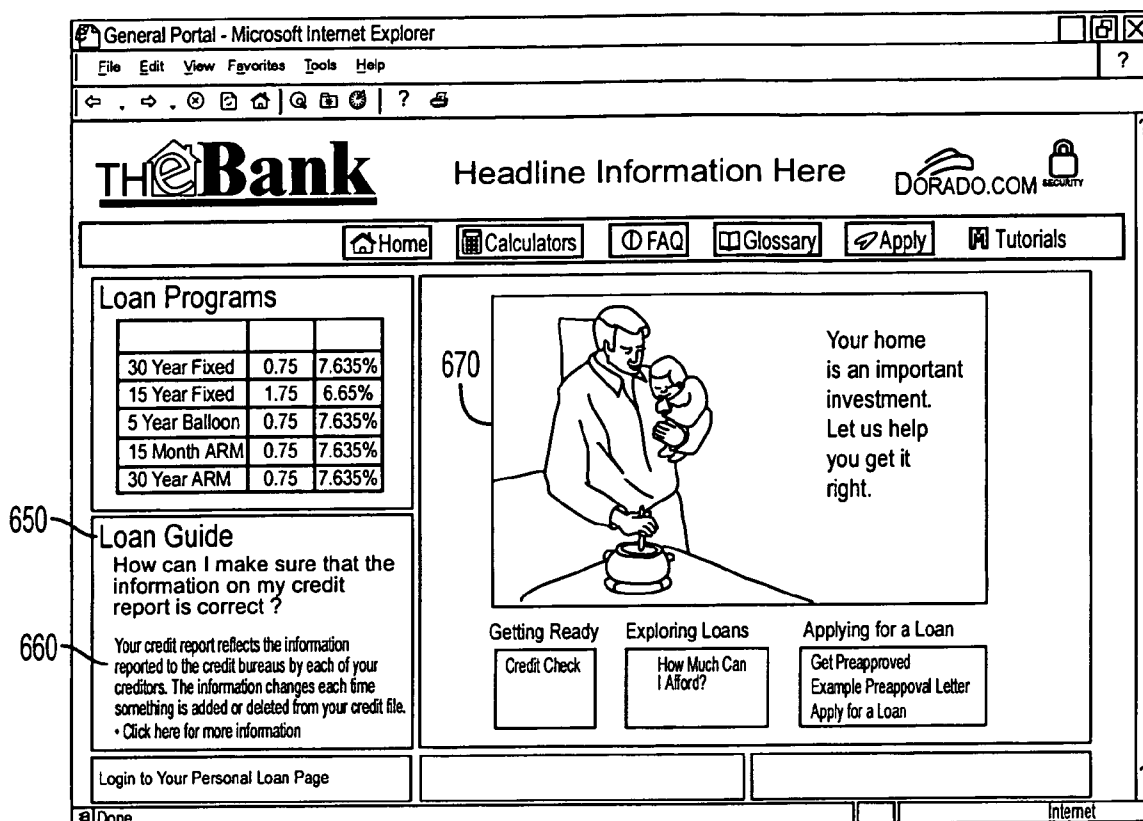 General Portal - Microsoft Internet Explorer
File Edit View Favorites Tools Help
?
?
THeBank
Headline Information Here
DORADO.COM
SECURITY
Home
Calculators
FAQ
Glossary
Apply
Tutorials
Loan Programs
30 Year Fixed 0.75 7.635%
15 Year Fixed 1.75 6.65%
5 Year Balloon 0.75 7.635%
15 Month ARM 0.75 7.635%
30 Year ARM 0.75 7.635%
650
Loan Guide
How can I make sure that the
information on my credit
report is correct ?
660
Your credit report reflects the information
reported to the credit bureaus by each of your
creditors. The information changes each time
something is added or deleted from your credit file.
• Click here for more information
670
Your home
is an important
investment.
Let us help
you get it
right.
Getting Ready
Credit Check
Exploring Loans
How Much Can
I Afford?
Applying for a Loan
Get Preapproved
Example Preappoval Letter
Apply for a Loan
Login to Your Personal Loan Page
Done
Internet